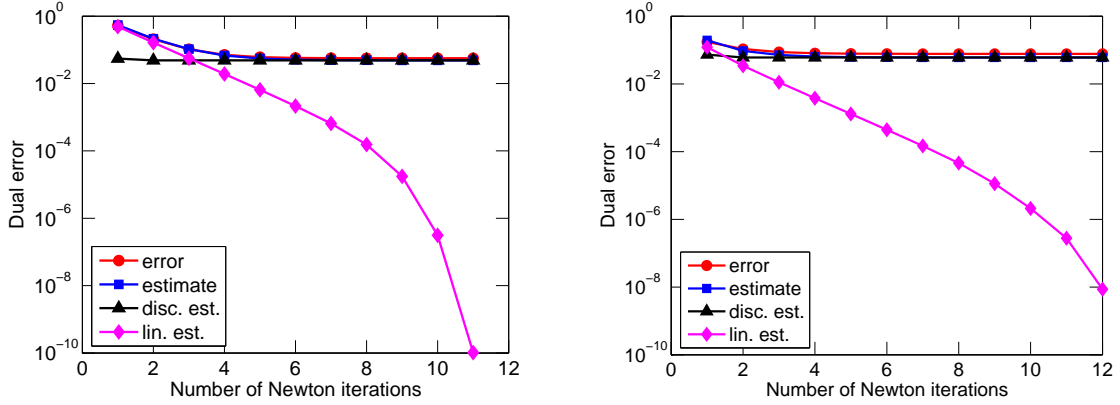 10^0
10^−2
10^−4
10^−6
10^−8
10^−10
Dual error
0 2 4 6 8 10 12
Number of Newton iterations
error
estimate
disc. est.
lin. est.
10^0
10^−2
10^−4
10^−6
10^−8
10^−10
Dual error
0 2 4 6 8 10 12
Number of Newton iterations
error
estimate
disc. est.
lin. est.